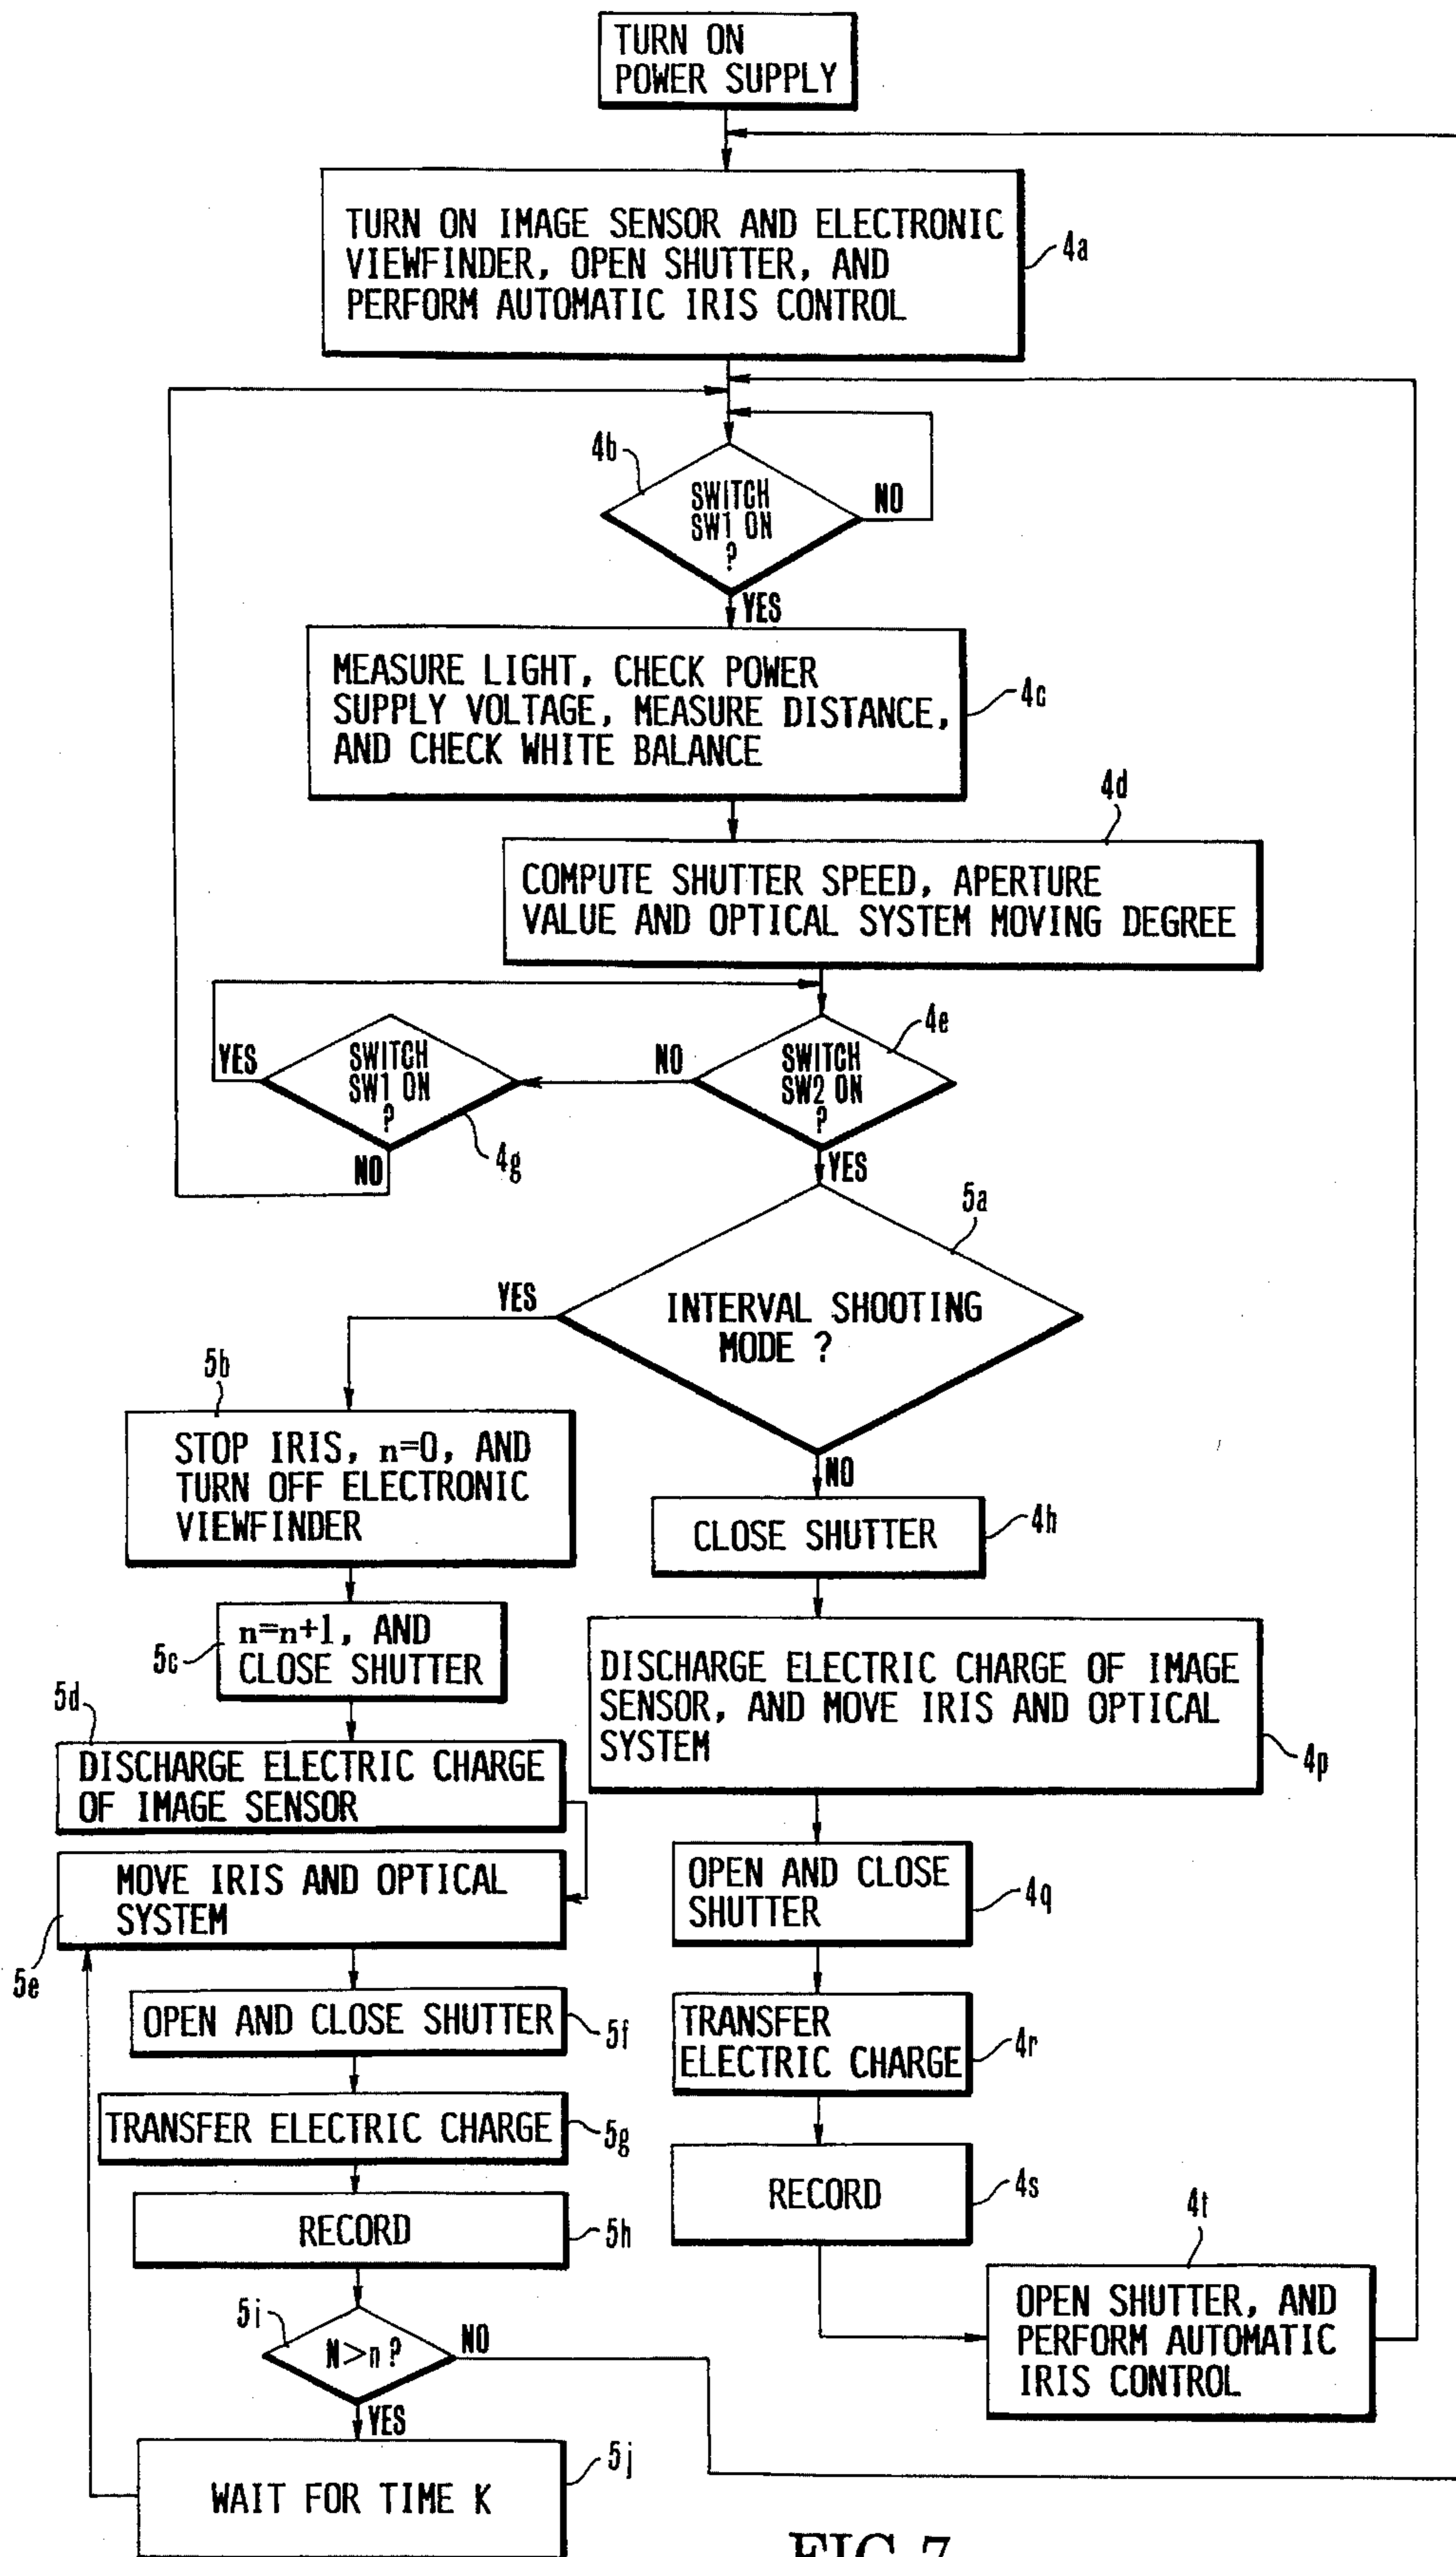 TURN ON
POWER SUPPLY
TURN ON IMAGE SENSOR AND ELECTRONIC
VIEWFINDER, OPEN SHUTTER, AND
PERFORM AUTOMATIC IRIS CONTROL
4a
4b
SWITCH
SW1 ON
?
NO
YES
MEASURE LIGHT, CHECK POWER
SUPPLY VOLTAGE, MEASURE DISTANCE,
AND CHECK WHITE BALANCE
4c
4d
COMPUTE SHUTTER SPEED, APERTURE
VALUE AND OPTICAL SYSTEM MOVING DEGREE
YES
SWITCH
SW1 ON
?
4g
NO
NO
SWITCH
SW2 ON
?
4e
YES
5a
INTERVAL SHOOTING
MODE ?
YES
NO
5b
STOP IRIS, n=0, AND
TURN OFF ELECTRONIC
VIEWFINDER
5c
n=n+1, AND
CLOSE SHUTTER
5d
DISCHARGE ELECTRIC CHARGE
OF IMAGE SENSOR
MOVE IRIS AND OPTICAL
SYSTEM
5e
OPEN AND CLOSE SHUTTER
5f
TRANSFER ELECTRIC CHARGE
5g
RECORD
5h
5i
N>n ?
NO
YES
WAIT FOR TIME K
5j
CLOSE SHUTTER
4h
DISCHARGE ELECTRIC CHARGE OF IMAGE
SENSOR, AND MOVE IRIS AND OPTICAL
SYSTEM
4p
OPEN AND CLOSE
SHUTTER
4q
TRANSFER
ELECTRIC CHARGE
4r
RECORD
4s
4t
OPEN SHUTTER, AND
PERFORM AUTOMATIC
IRIS CONTROL
FIG.7